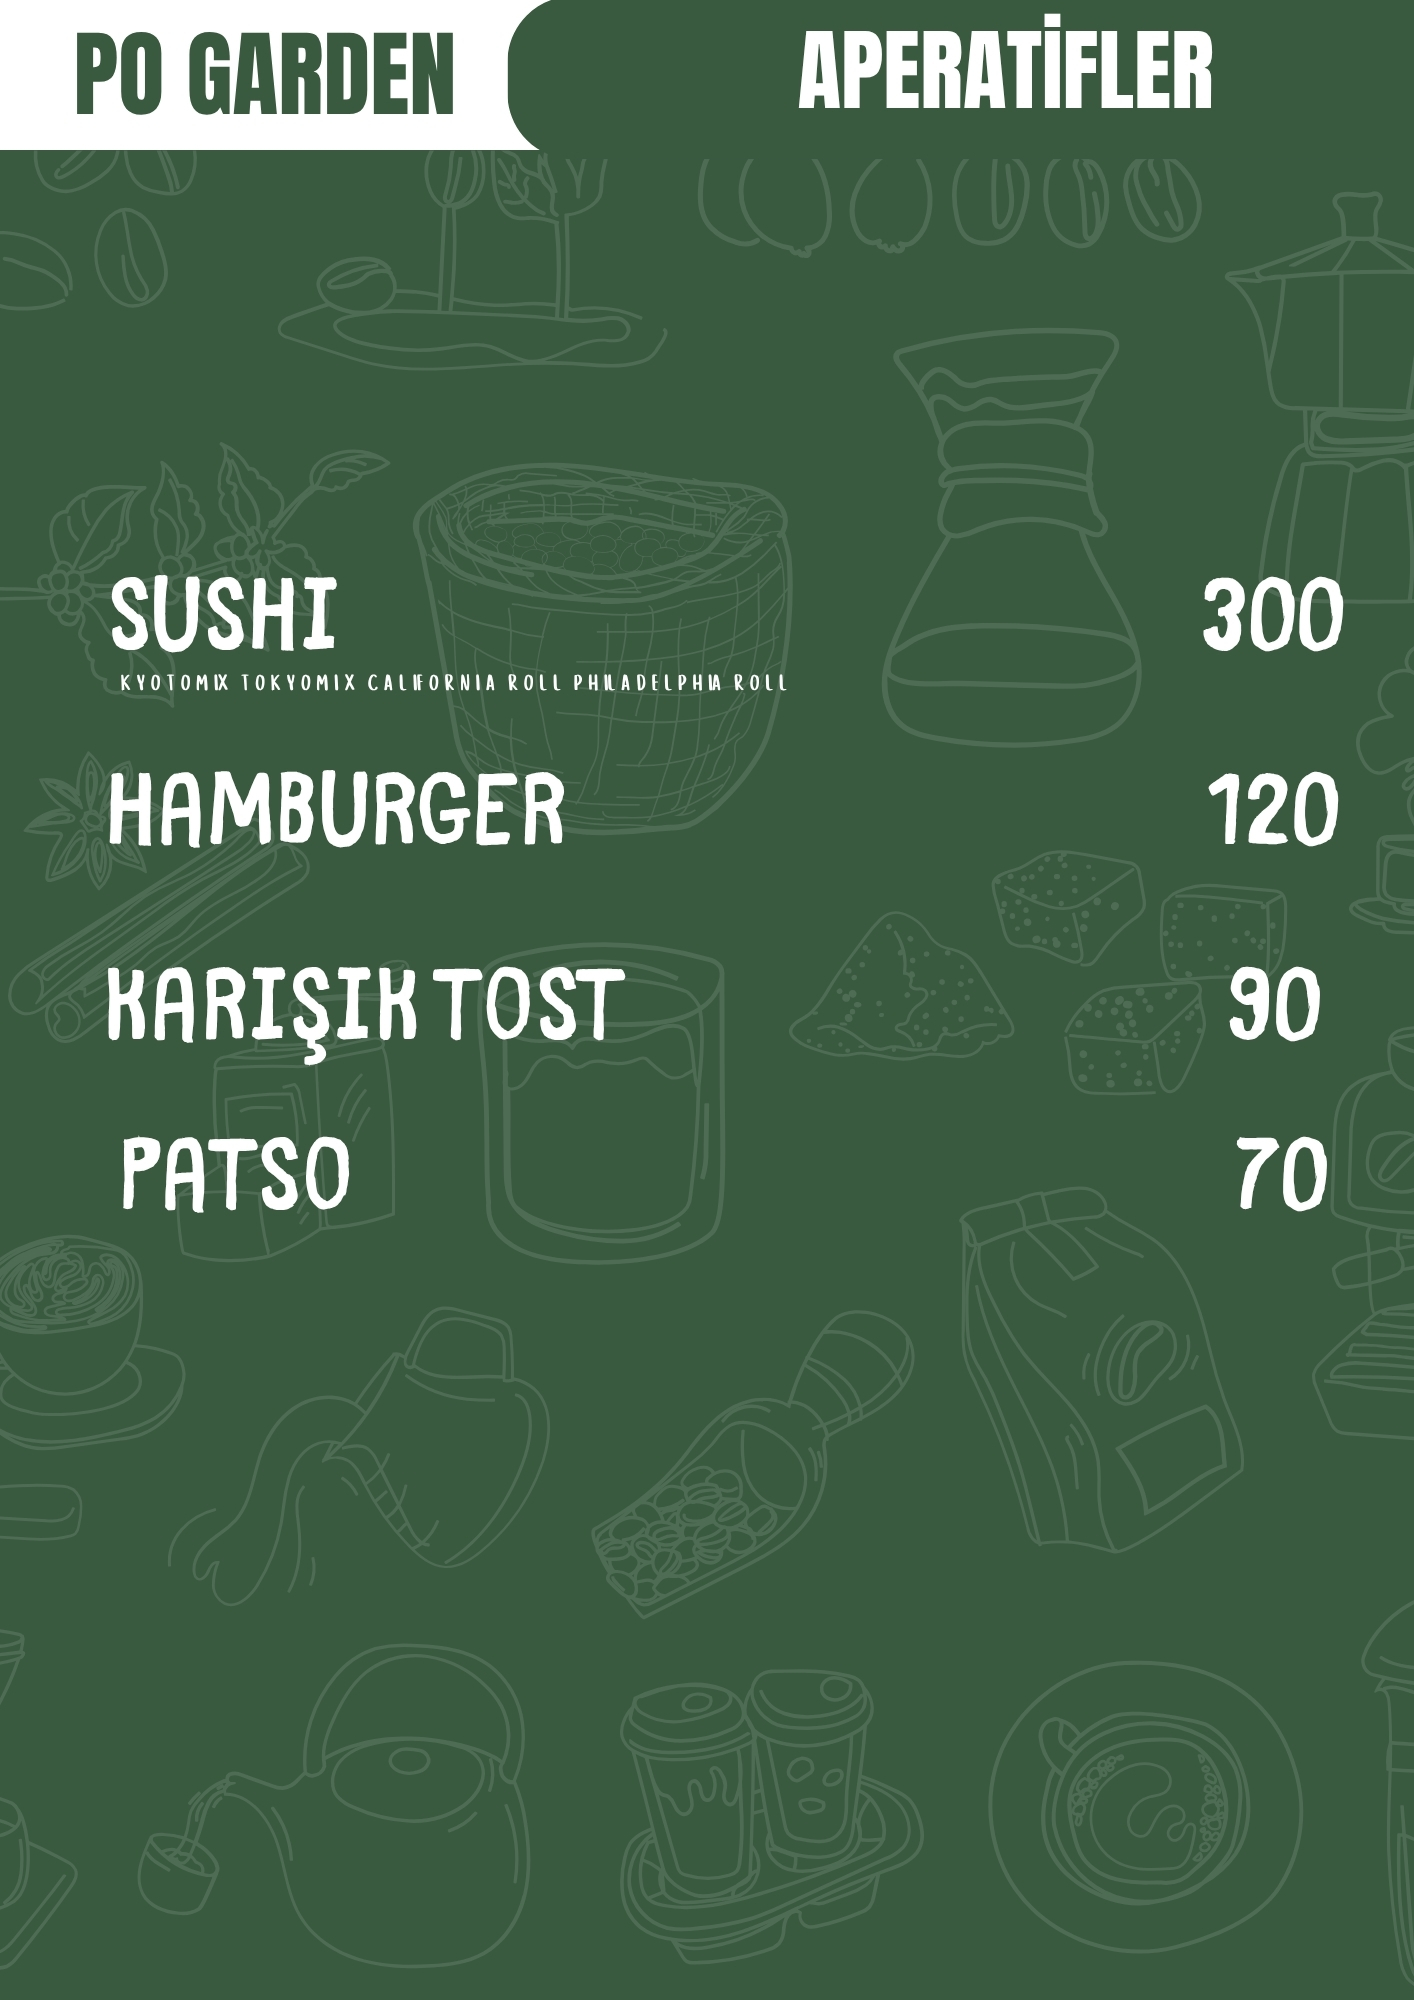 PO GARDEN
APERATİFLER
SUSHI 300
KYOTOMIX TOKYOMIX CALIFORNIA ROLL PHILADELPHIA ROLL
HAMBURGER 120
KARIŞIK TOST 90
PATSO 70